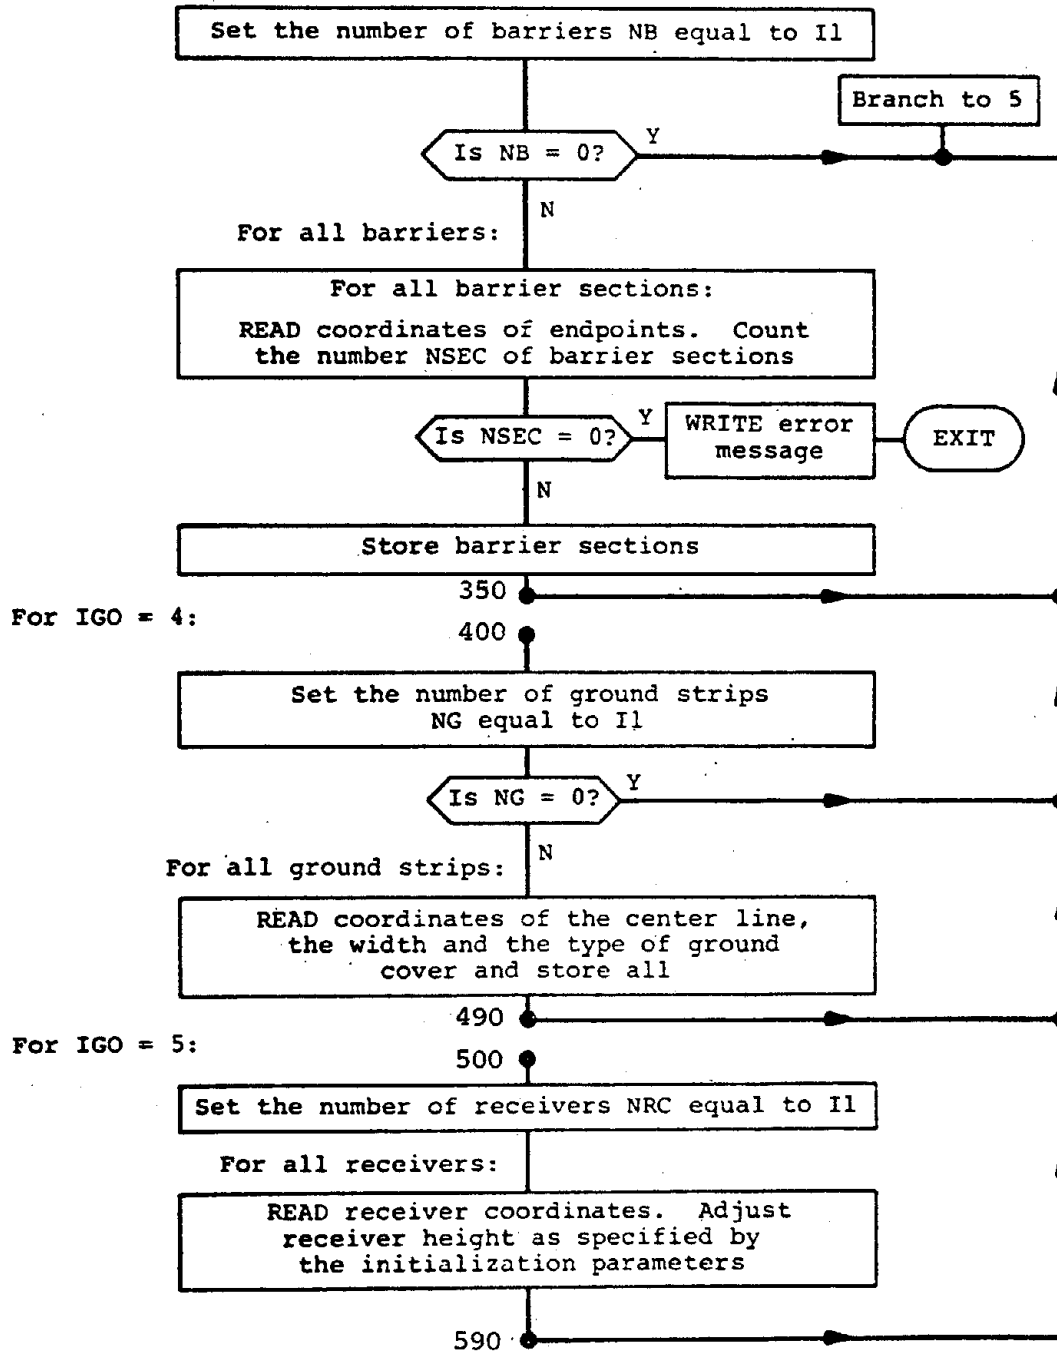 Set the number of barriers NB equal to I1
Branch to 5
Is NB = 0?
Y
N
For all barriers:
For all barrier sections:
READ coordinates of endpoints. Count
the number NSEC of barrier sections
Is NSEC = 0?
Y
WRITE error
message
EXIT
N
Store barrier sections
350
For IGO = 4:
400
Set the number of ground strips
NG equal to I1
Is NG = 0?
Y
N
For all ground strips:
READ coordinates of the center line,
the width and the type of ground
cover and store all
490
For IGO = 5:
500
Set the number of receivers NRC equal to I1
For all receivers:
READ receiver coordinates. Adjust
receiver height as specified by
the initialization parameters
590